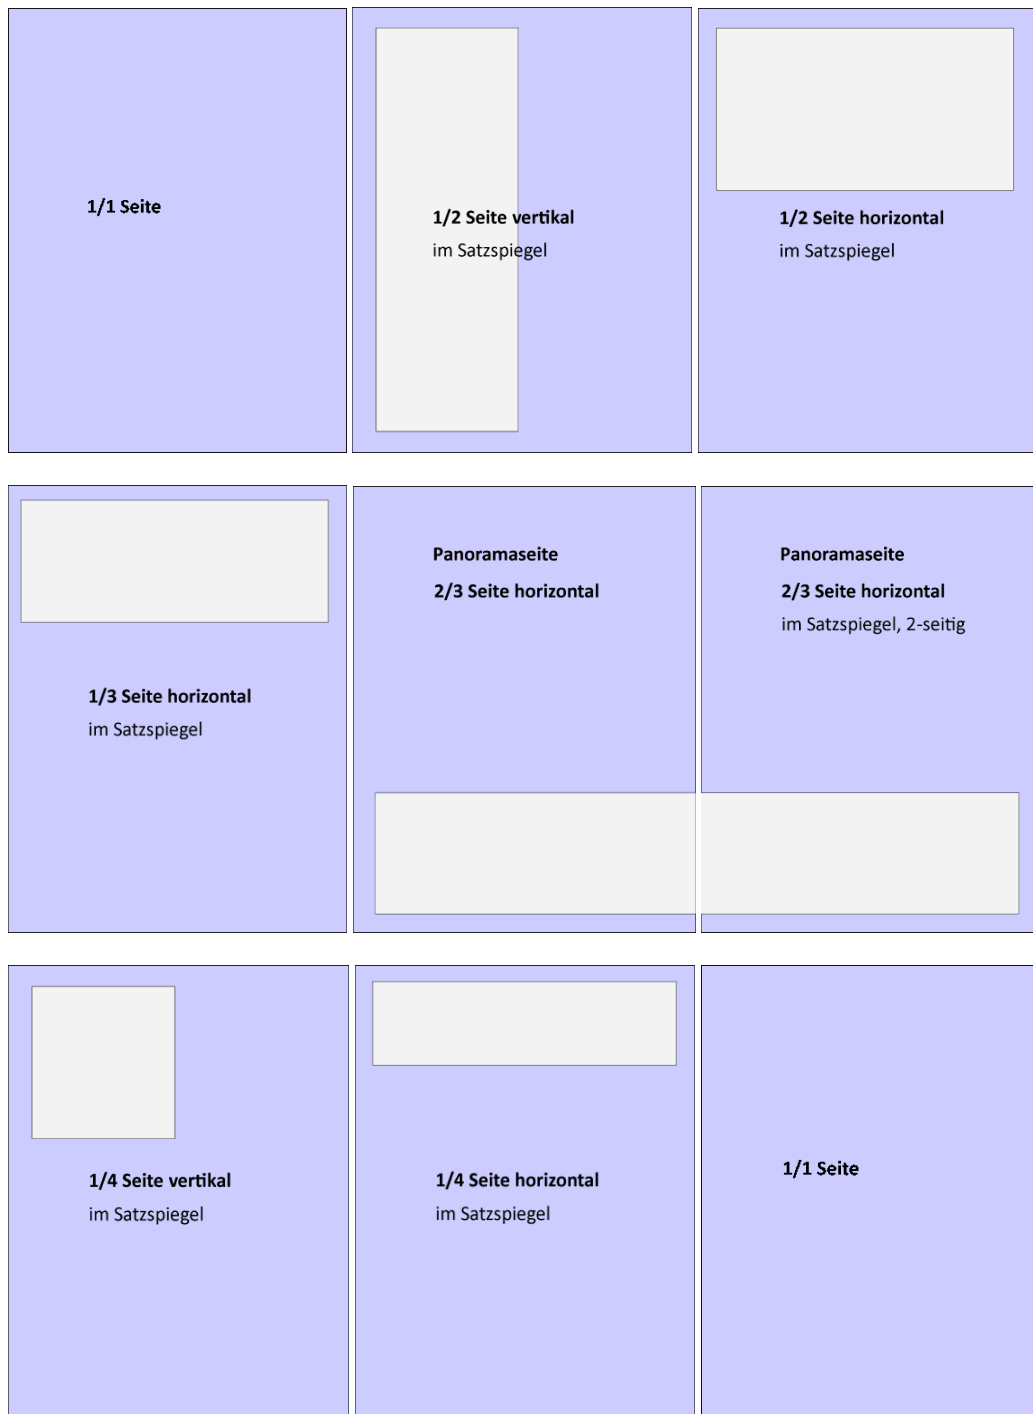 1/1 Seite
1/2 Seite vertikal
im Satzspiegel
1/2 Seite horizontal
im Satzspiegel
1/3 Seite horizontal
im Satzspiegel
Panoramaseite
2/3 Seite horizontal
Panoramaseite
2/3 Seite horizontal
im Satzspiegel, 2-seitig
1/4 Seite vertikal
im Satzspiegel
1/4 Seite horizontal
im Satzspiegel
1/1 Seite